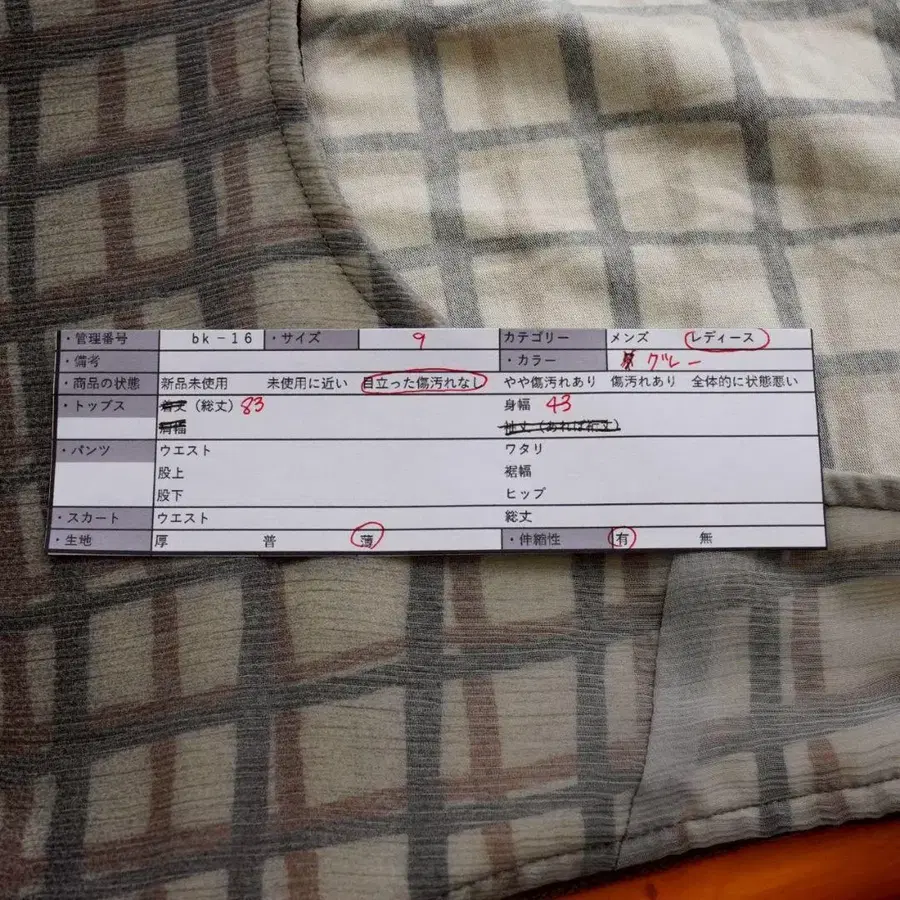 ・管理番号 bk-16 ・サイズ 9 カテゴリー メンズ レディース
・備考 ・カラー グレー
・商品の状態 新品未使用 未使用に近い 目立った傷汚れなし やや傷汚れあり 傷汚れあり 全体的に状態悪い
・トップス 着丈(総丈) 83 身幅 43
肩幅 袖丈(あれば裄丈)
・パンツ ウエスト ワタリ
股上 裾幅
股下 ヒップ
・スカート ウエスト 総丈
・生地 厚 普 薄 ・伸縮性 有 無